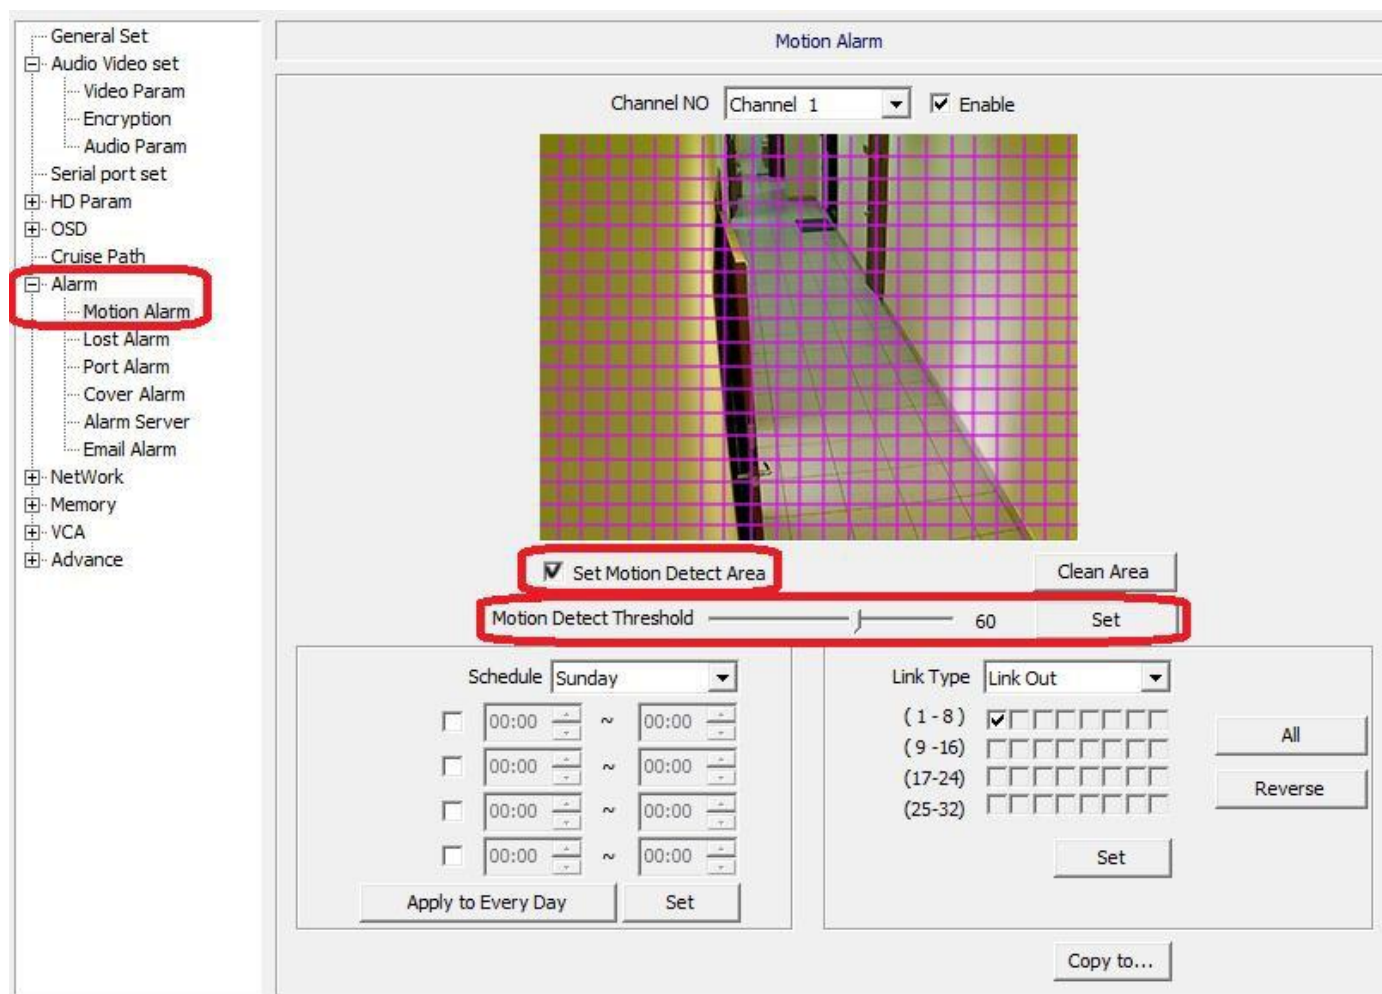 General Set
Audio Video set
Video Param
Encryption
Audio Param
Serial port set
HD Param
OSD
Cruise Path
Alarm
Motion Alarm
Lost Alarm
Port Alarm
Cover Alarm
Alarm Server
Email Alarm
NetWork
Memory
VCA
Advance
Motion Alarm
Channel NO Channel 1 Enable
Set Motion Detect Area Clean Area
Motion Detect Threshold 60 Set
Schedule Sunday
00:00 ~ 00:00
00:00 ~ 00:00
00:00 ~ 00:00
00:00 ~ 00:00
Apply to Every Day Set
Link Type Link Out
( 1 - 8 )
( 9 -16)
(17-24)
(25-32)
All
Reverse
Set
Copy to...